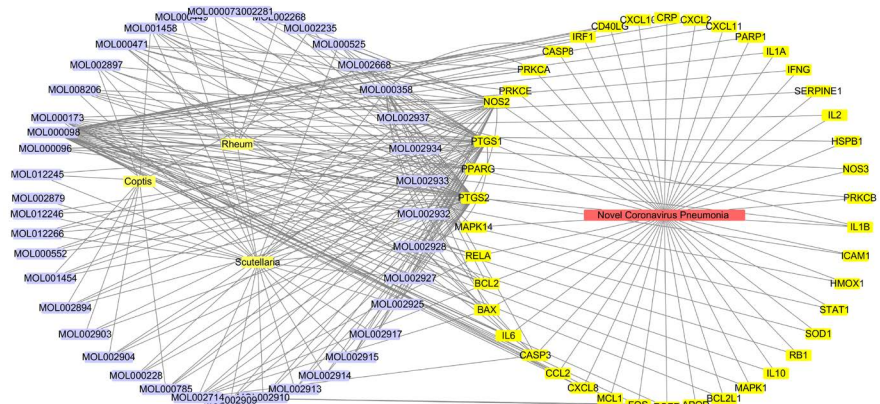 MOL000073
MOL002268
MOL001458
MOL002235
MOL000471
MOL000525
MOL002897
MOL002668
MOL008206
MOL000358
MOL000173
MOL002937
MOL000098
MOL000096
MOL002934
MOL012245
MOL002933
MOL002879
MOL012246
MOL002932
MOL012266
MOL000552
MOL002928
MOL001454
MOL002927
MOL002894
MOL002925
MOL002903
MOL002917
MOL002904
MOL002915
MOL000228
MOL002914
MOL000785
MOL002913
MOL002714
Rheum
Coptis
Scutellaria
CD40LG
CXCL10
CRP
CXCL2
CXCL11
IRF1
PARP1
CASP8
IL1A
PRKCA
IFNG
PRKCE
SERPINE1
NOS2
IL2
PTGS1
HSPB1
PPARG
NOS3
PTGS2
PRKCB
Novel Coronavirus Pneumonia
MAPK14
IL1B
RELA
ICAM1
BCL2
HMOX1
BAX
STAT1
IL6
SOD1
CASP3
RB1
CCL2
IL10
CXCL8
MAPK1
MCL1
BCL2L1